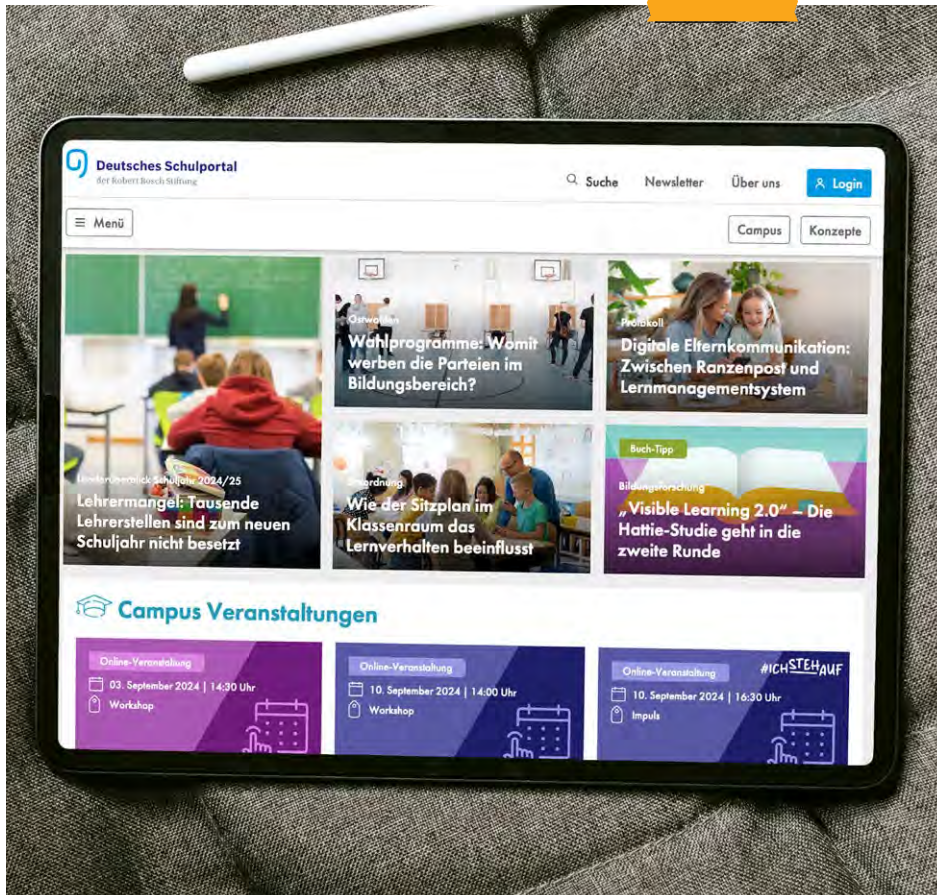 Deutsches Schulportal
der Robert Bosch Stiftung
Suche Newsletter Über uns Login
Menü
Campus Konzepte
Länderüberblick Schuljahr 2024/25
Lehrermangel: Tausende
Lehrerstellen sind zum neuen
Schuljahr nicht besetzt
Ostwahlen
Wahlprogramme: Womit
werben die Parteien im
Bildungsbereich?
Protokoll
Digitale Elternkommunikation:
Zwischen Ranzenpost und
Lernmanagementsystem
Wie der Sitzplan im
Klassenraum das
Lernverhalten beeinflusst
Buch-Tipp
Bildungsforschung
„Visible Learning 2.0“ – Die
Hattie-Studie geht in die
zweite Runde
Campus Veranstaltungen
Online-Veranstaltung
03. September 2024 | 14:30 Uhr
Workshop
Online-Veranstaltung
10. September 2024 | 14:00 Uhr
Workshop
Online-Veranstaltung
#ICHSTEHAUF
10. September 2024 | 16:30 Uhr
Impuls